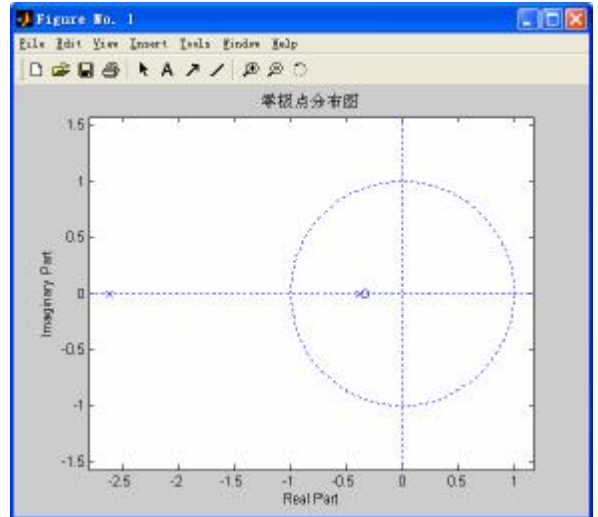 Figure No. 1
File Edit View Insert Tools Window Help
零极点分布图
1.5
1
0.5
0
-0.5
-1
-1.5
Imaginary Part
-2.5 -2 -1.5 -1 -0.5 0 0.5 1
Real Part